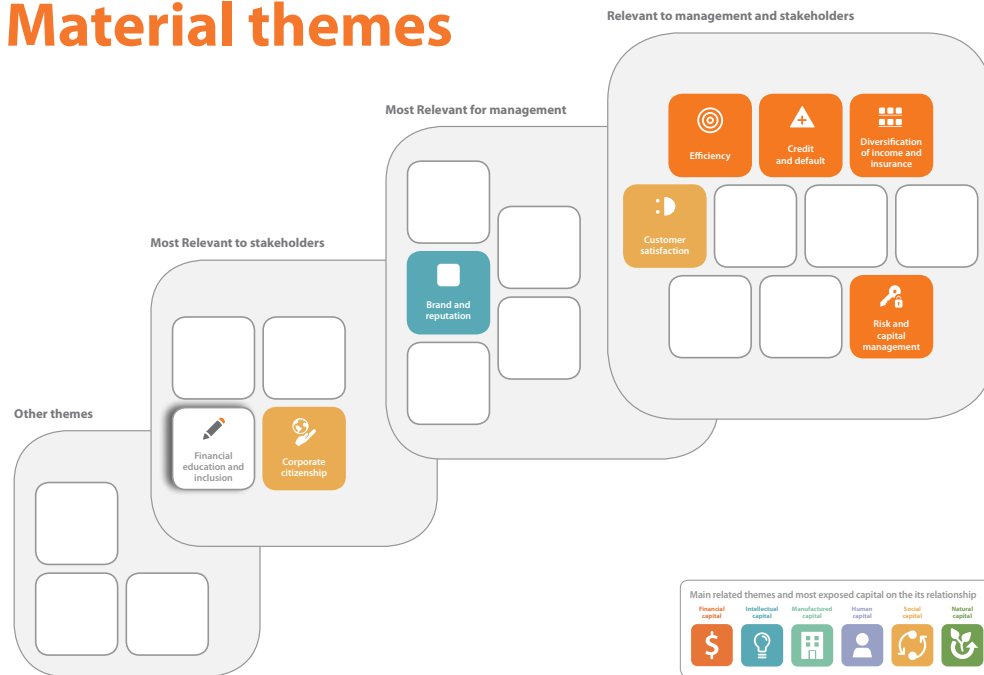 Material themes
Relevant to management and stakeholders
Efficiency
Credit
and default
Diversification
of income and
insurance
Customer
satisfaction
Risk and
capital
management
Most Relevant for management
Brand and
reputation
Most Relevant to stakeholders
Financial
education and
inclusion
Corporate
citizenship
Other themes
Main related themes and most exposed capital on the its relationship
Financial
capital
Intellectual
capital
Manufactured
capital
Human
capital
Social
capital
Natural
capital